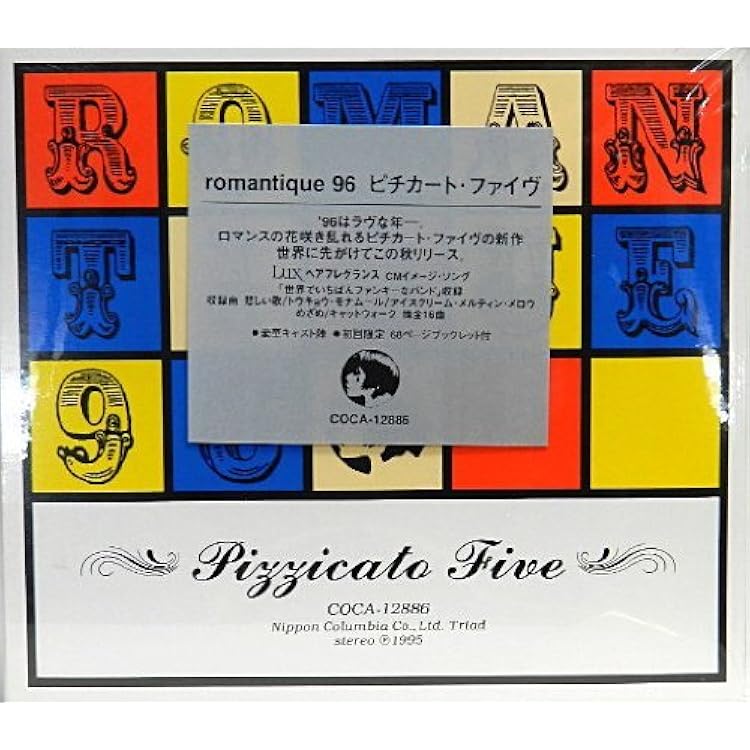 ROMAN
T E
96
romantique 96 ピチカート・ファイヴ
'96はラヴな年―。
ロマンスの花咲き乱れるピチカート・ファイヴの新作
世界に先がけてこの秋リリース。
LUX ヘアフレグランス CMイメージ・ソング
「世界でいちばんファンキーなバンド」収録
収録曲 悲しい歌/トウキョウ・モナムール/アイスクリーム・メルティン・メロウ
めざめ/キャットウォーク 他全16曲
●豪華キャスト陣 ●初回限定 68ページブックレット付
COCA-12886
Pizzicato Five
COCA-12886
Nippon Columbia Co., Ltd. Triad
stereo ℗1995